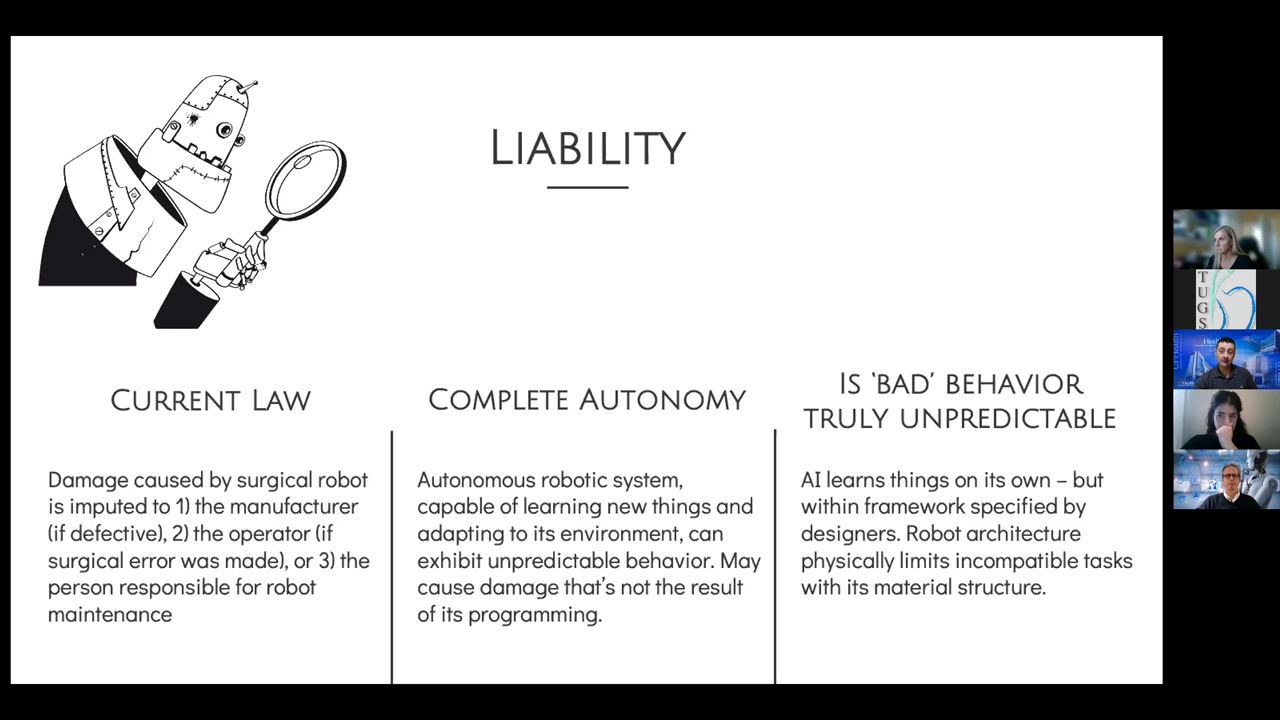 LIABILITY
CURRENT LAW
Damage caused by surgical robot
is imputed to 1) the manufacturer
(if defective), 2) the operator (if
surgical error was made), or 3) the
person responsible for robot
maintenance
COMPLETE AUTONOMY
Autonomous robotic system,
capable of learning new things and
adapting to its environment, can
exhibit unpredictable behavior. May
cause damage that's not the result
of its programming.
IS 'BAD' BEHAVIOR
TRULY UNPREDICTABLE
AI learns things on its own – but
within framework specified by
designers. Robot architecture
physically limits incompatible tasks
with its material structure.
TUGS